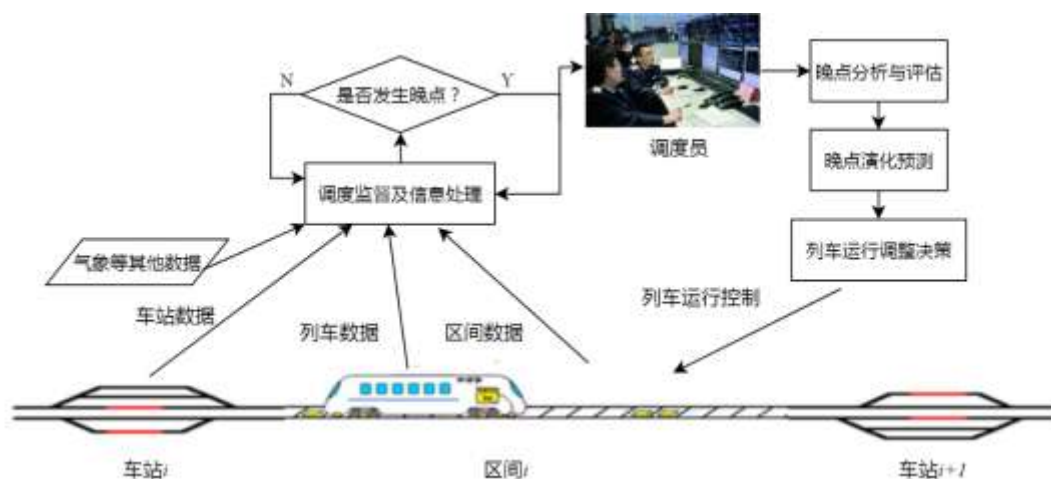 N
是否发生晚点？
Y
调度员
晚点分析与评估
晚点演化预测
列车运行调整决策
调度监督及信息处理
气象等其他数据
车站数据
列车数据
区间数据
列车运行控制
车站i
区间i
车站i+1